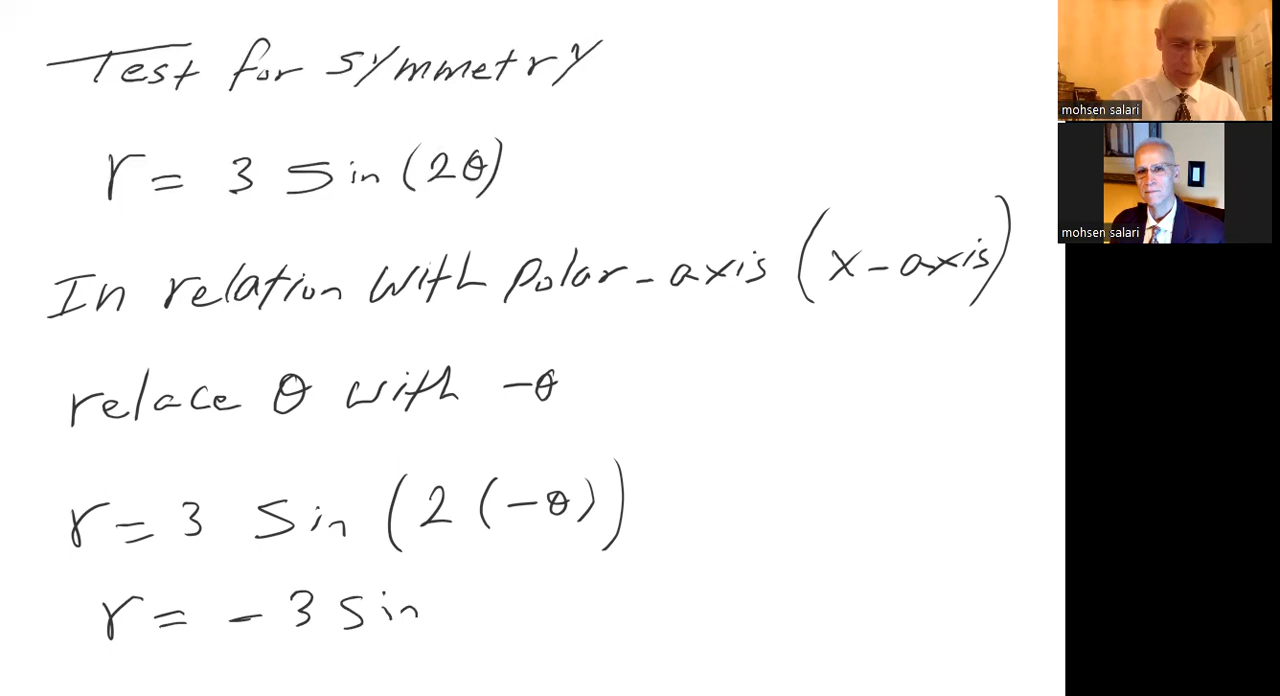 Test for symmetry
r = 3 sin (2θ)
In relation with polar-axis (x-axis)
relace θ with -θ
r = 3 sin (2 (-θ))
r = - 3 sin
mohsen salari
mohsen salari